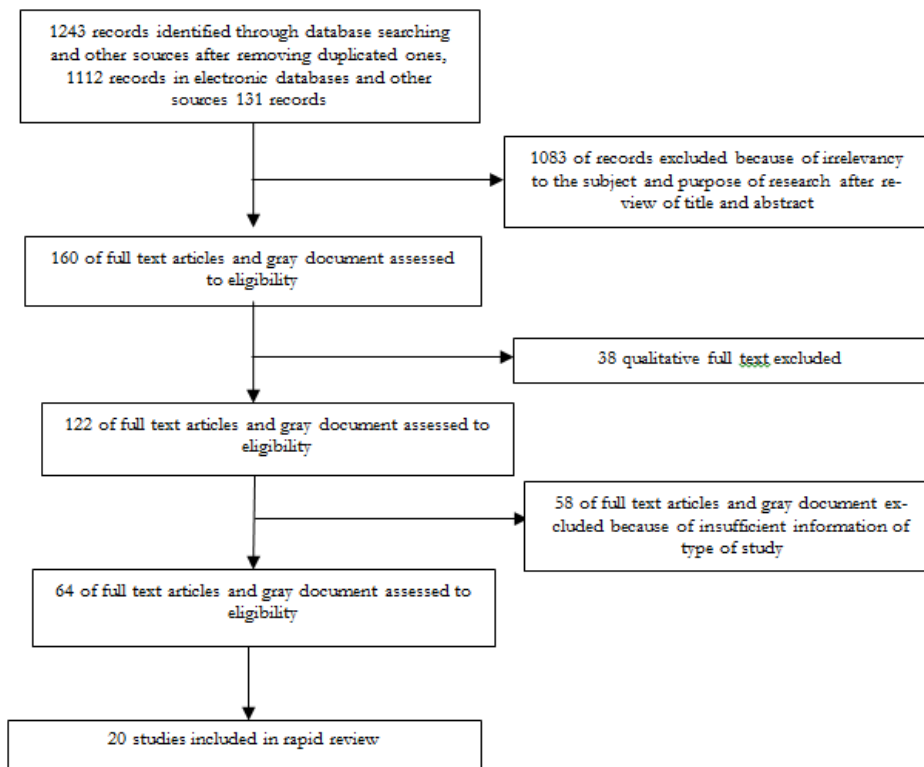 1243 records identified through database searching
and other sources after removing duplicated ones,
1112 records in electronic databases and other
sources 131 records
1083 of records excluded because of irrelevancy
to the subject and purpose of research after re-
view of title and abstract
160 of full text articles and gray document assessed
to eligibility
38 qualitative full text excluded
122 of full text articles and gray document assessed to
eligibility
58 of full text articles and gray document ex-
cluded because of insufficient information of
type of study
64 of full text articles and gray document assessed to
eligibility
20 studies included in rapid review